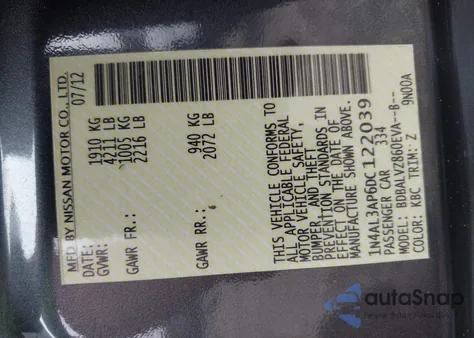 MFD BY NISSAN MOTOR CO., LTD.
DATE: 07/12
GVWR: 1910 KG
4211 LB
GAWR FR.: 1005 KG
2216 LB
GAWR RR.: 940 KG
2072 LB
THIS VEHICLE CONFORMS TO
ALL APPLICABLE FEDERAL
MOTOR VEHICLE SAFETY,
BUMPER, AND THEFT
PREVENTION STANDARDS IN
EFFECT ON THE DATE OF
MANUFACTURE SHOWN ABOVE.
1N4AL3AP6DC122039
PASSENGER CAR 334
MODEL: BDBALVZ860EVA--B--
COLOR: KBC TRIM: Z 9N00A
autoSnap